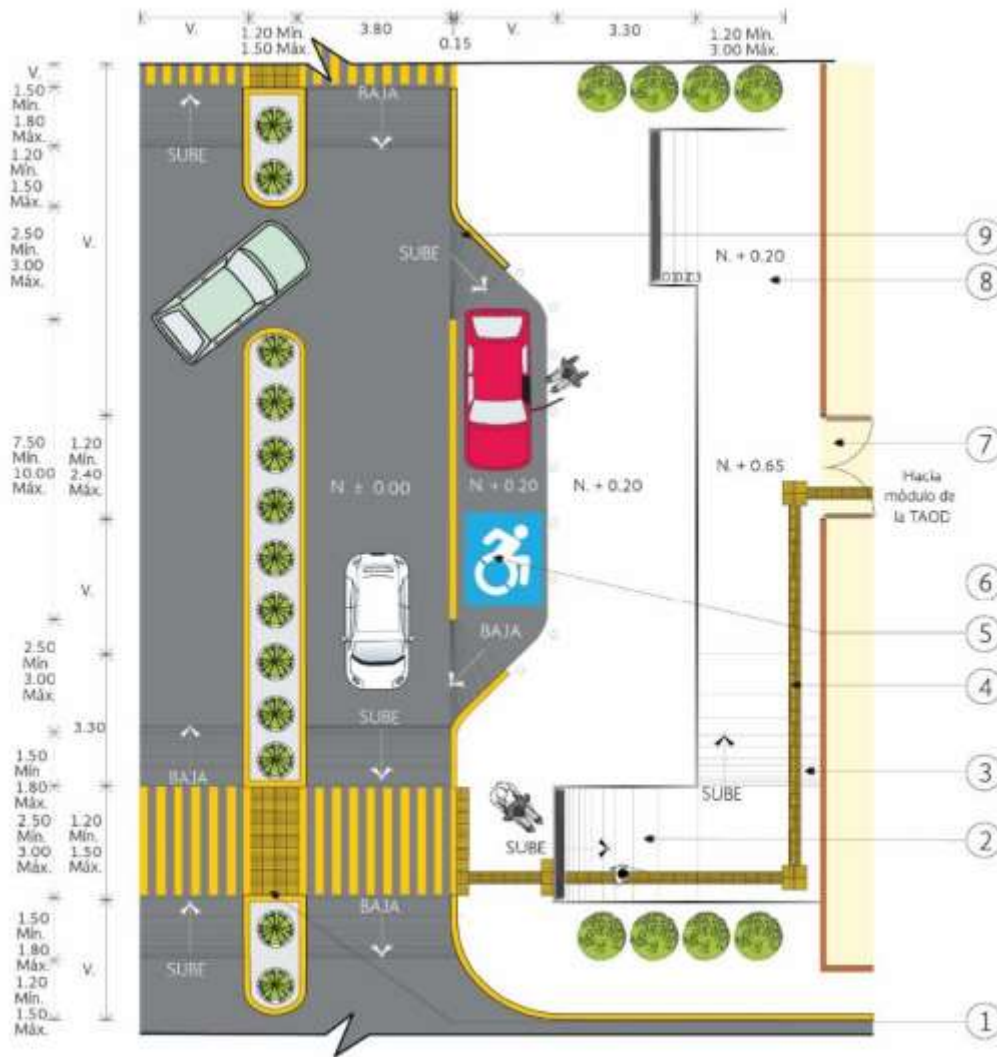 V.
1.20 Mín.
1.50 Máx.
3.80
0.15
V.
3.30
1.20 Mín.
3.00 Máx.
V.
1.50
Mín.
1.80
Máx.
1.20
Mín.
1.50
Máx.
2.50
Mín.
3.00
Máx.
V.
7.50
Mín.
10.00
Máx.
1.20
Mín.
2.40
Máx.
V.
2.50
Mín
3.00
Máx.
3.30
1.50
Mín
1.80
Máx.
2.50
Mín.
3.00
Máx.
1.20
Mín.
1.50
Máx.
1.50
Mín.
1.80
Máx.
1.20
Mín.
1.50
Máx.
V.
SUBE
BAJA
SUBE
N. ± 0.00
N. + 0.20
N. + 0.20
N. + 0.20
N. + 0.65
Hacia
módulo de
la TAOD
BAJA
SUBE
BAJA
SUBE
SUBE
BAJA
SUBE
9
8
7
6
5
4
3
2
1